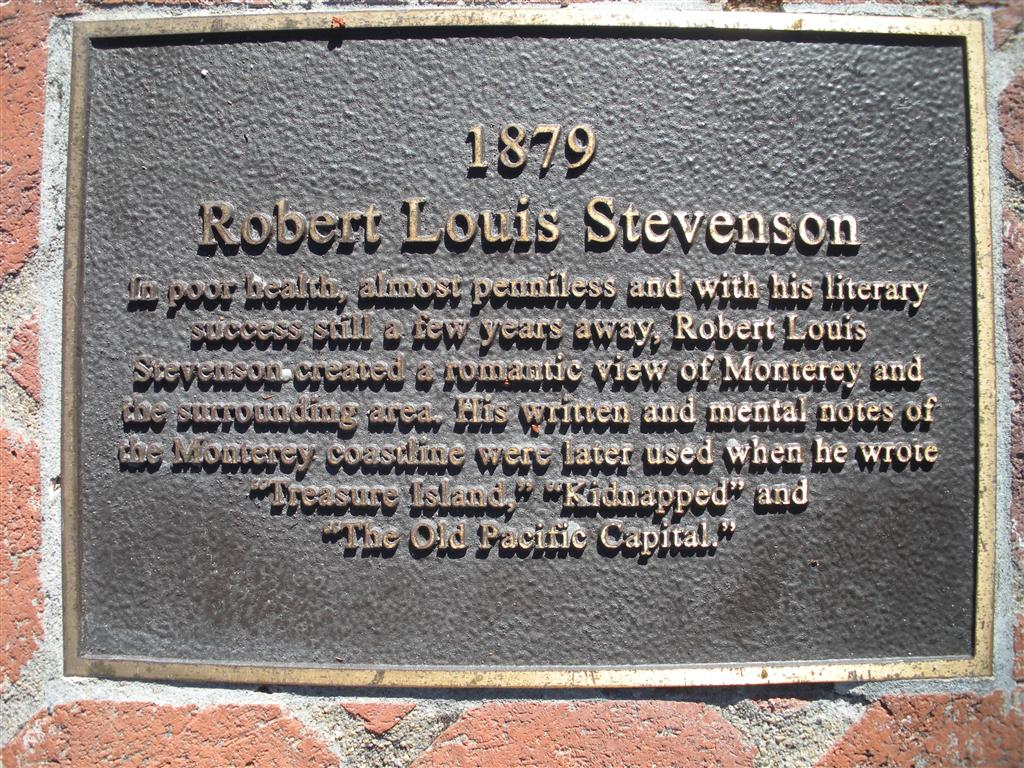 1879
Robert Louis Stevenson
In poor health, almost penniless and with his literary
success still a few years away, Robert Louis
Stevenson created a romantic view of Monterey and
the surrounding area. His written and mental notes of
the Monterey coastline were later used when he wrote
"Treasure Island," "Kidnapped" and
"The Old Pacific Capital."